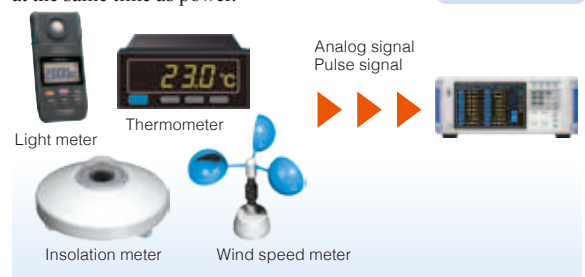 at the same time as power.
Analog signal
Pulse signal
23.0 °C
Thermometer
Light meter
Insolation meter
Wind speed meter